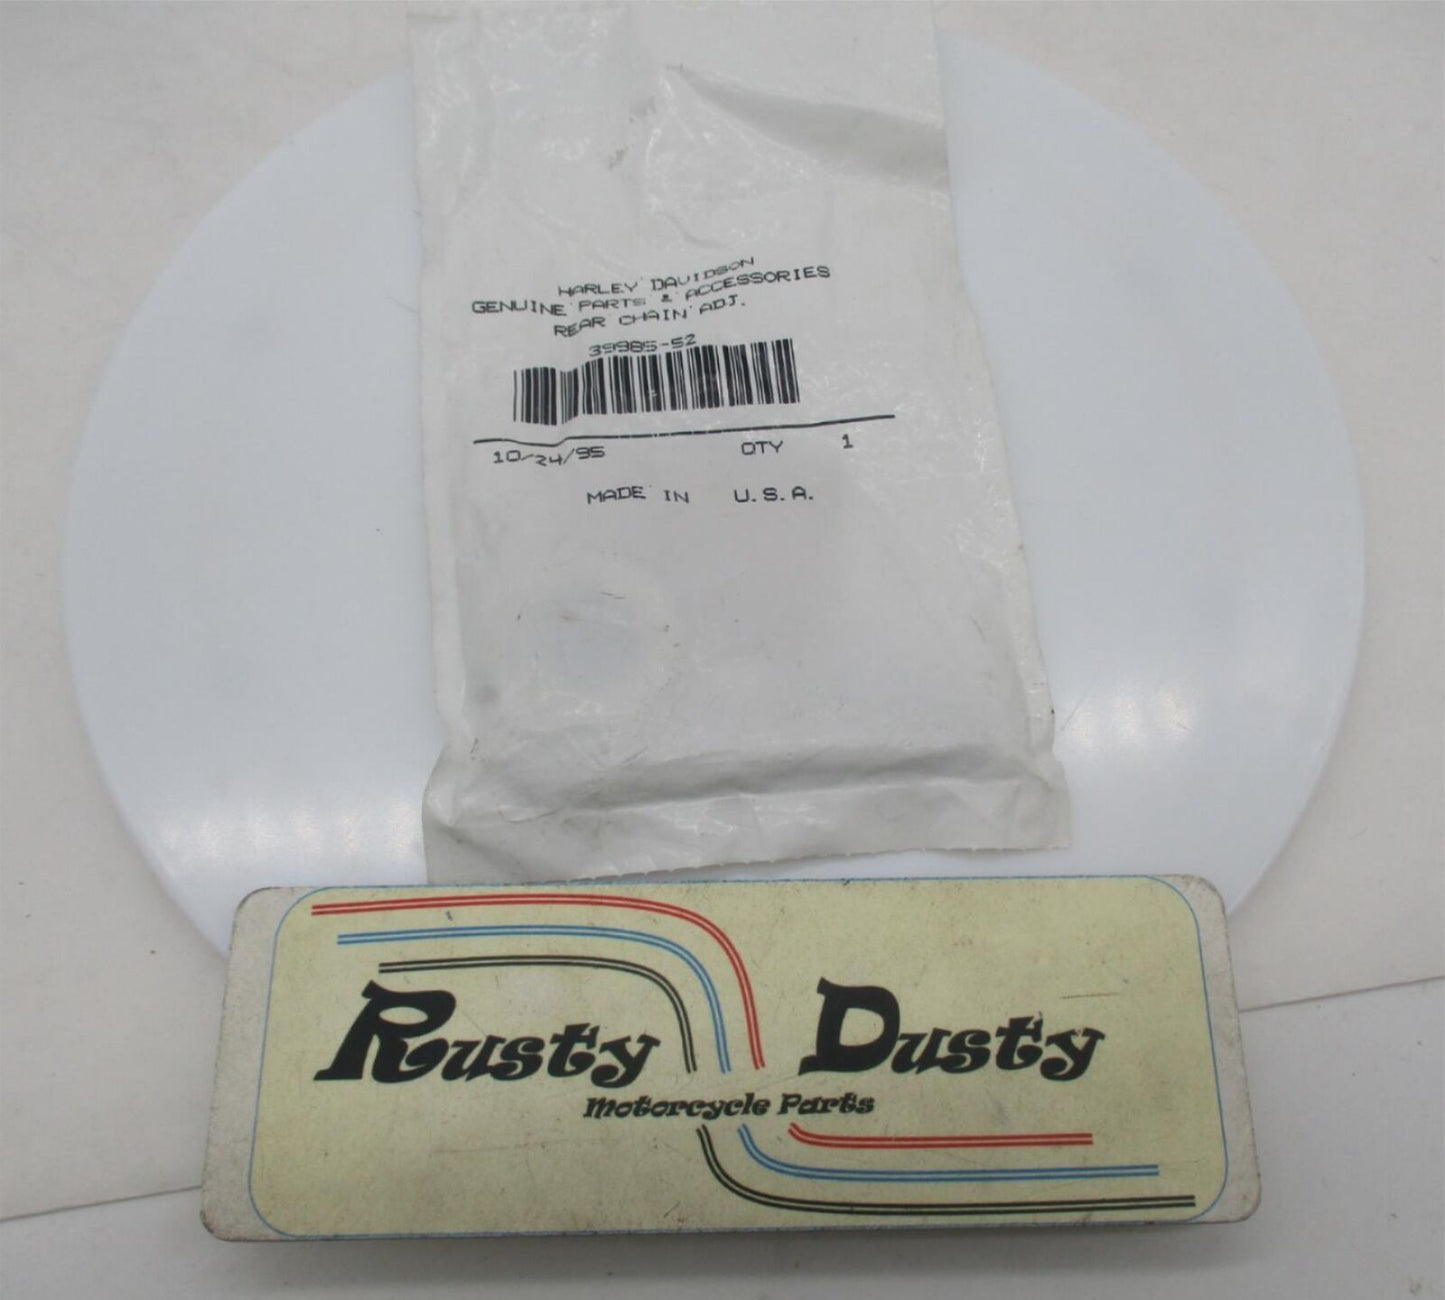 HARLEY DAVIDSON
GENUINE PARTS & ACCESSORIES
REAR CHAIN ADJ.
39985-52
10/24/95 QTY 1
MADE IN U.S.A.
Rusty Dusty
Motorcycle Parts